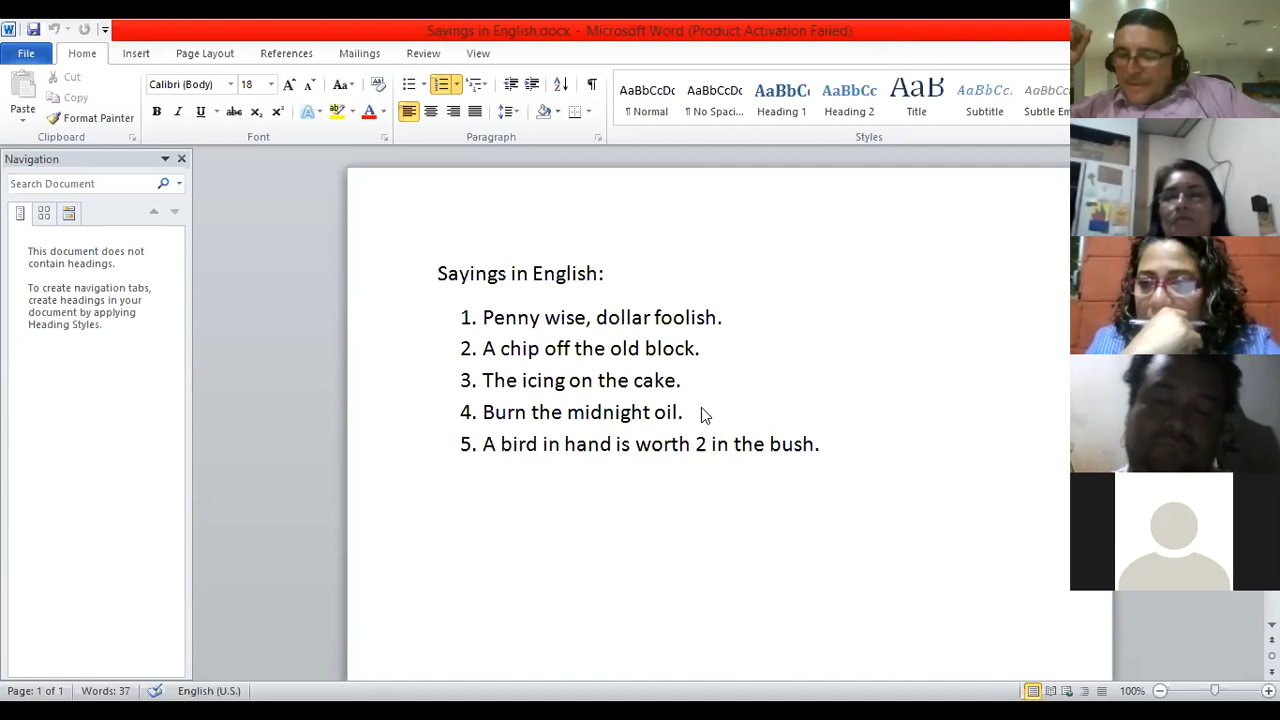 Sayings in English.docx - Microsoft Word (Product Activation Failed)
File Home Insert Page Layout References Mailings Review View
Cut
Copy
Format Painter
Paste
Calibri (Body) 18
AaBbCcDc AaBbCcDc AaBbCc AaBbCc AaB AaBbCc. AaBbCcDc
¶ Normal ¶ No Spaci... Heading 1 Heading 2 Title Subtitle Subtle Em
Clipboard Font Paragraph Styles
Navigation
Search Document
This document does not
contain headings.
To create navigation tabs,
create headings in your
document by applying
Heading Styles.
Sayings in English:
1. Penny wise, dollar foolish.
2. A chip off the old block.
3. The icing on the cake.
4. Burn the midnight oil.
5. A bird in hand is worth 2 in the bush.
Page: 1 of 1 Words: 37 English (U.S.) 100%